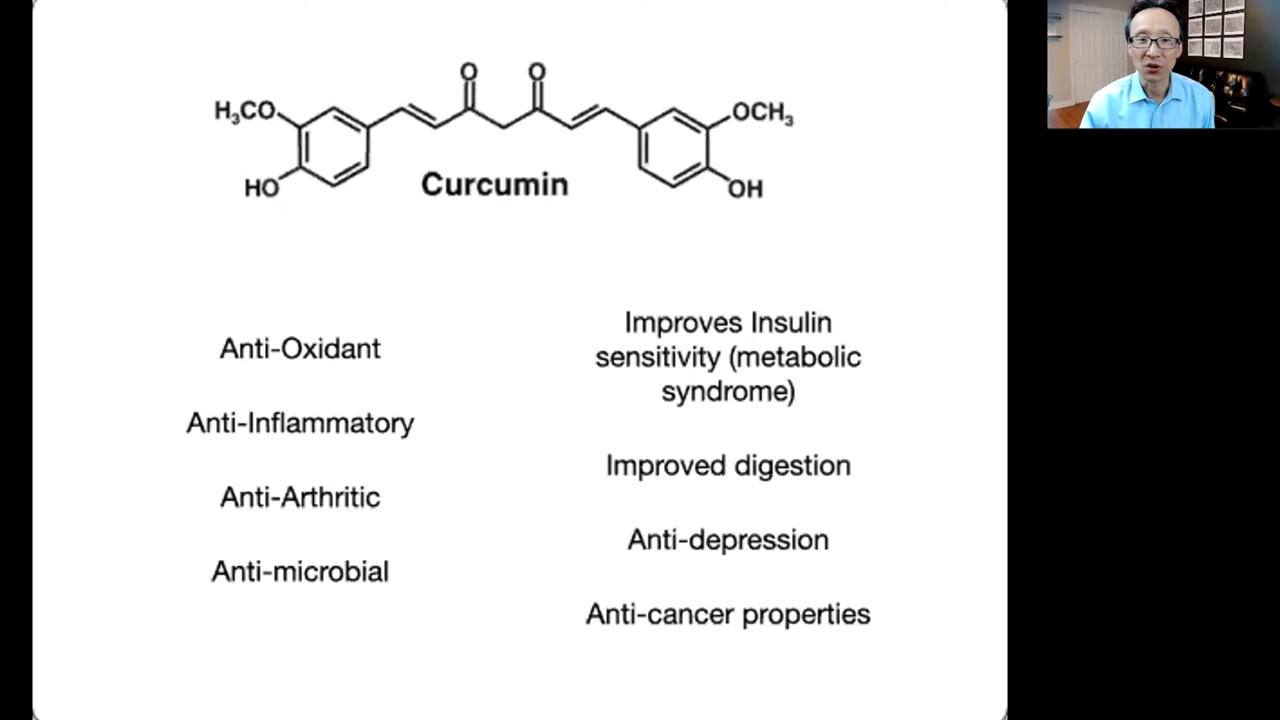 O O
H₃CO OCH₃
HO Curcumin OH
Anti-Oxidant
Anti-Inflammatory
Anti-Arthritic
Anti-microbial
Improves Insulin
sensitivity (metabolic
syndrome)
Improved digestion
Anti-depression
Anti-cancer properties